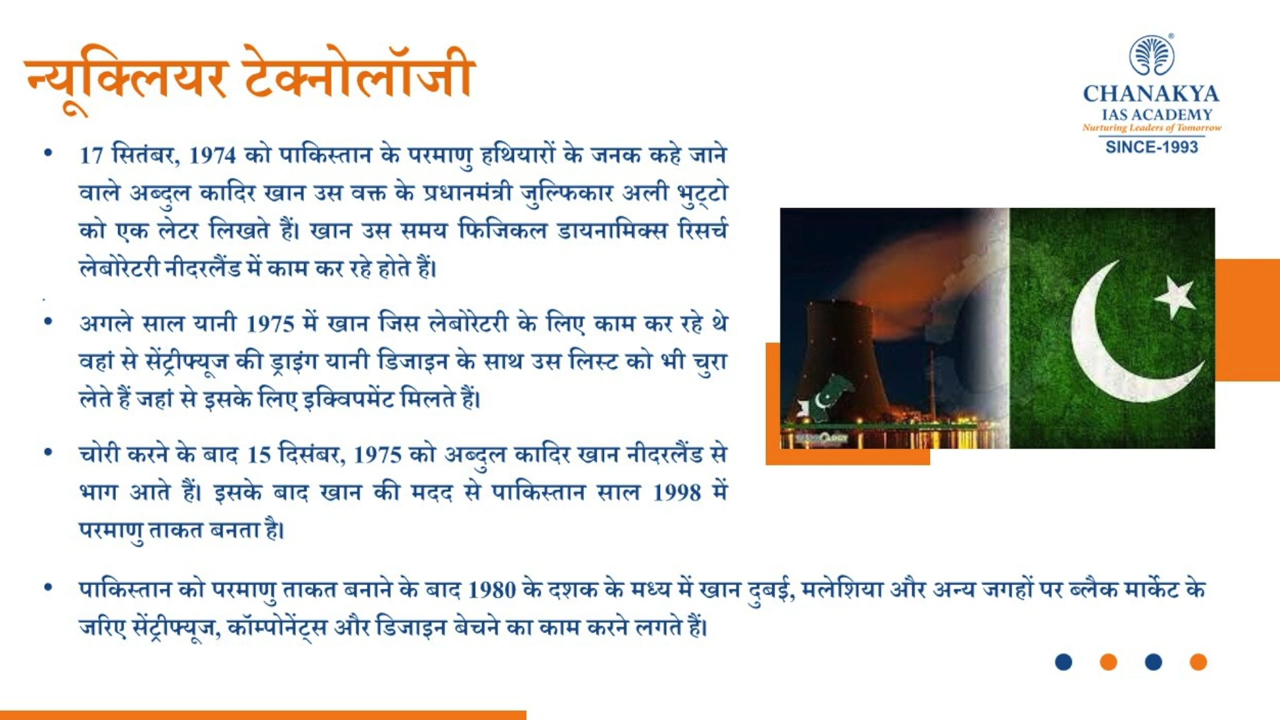 न्यूक्लियर टेक्नोलॉजी
CHANAKYA
IAS ACADEMY
Nurturing Leaders of Tomorrow
SINCE-1993
• 17 सितंबर, 1974 को पाकिस्तान के परमाणु हथियारों के जनक कहे जाने
वाले अब्दुल कादिर खान उस वक्त के प्रधानमंत्री जुल्फिकार अली भुट्टो
को एक लेटर लिखते हैं। खान उस समय फिजिकल डायनामिक्स रिसर्च
लेबोरेटरी नीदरलैंड में काम कर रहे होते हैं।
• अगले साल यानी 1975 में खान जिस लेबोरेटरी के लिए काम कर रहे थे
वहां से सेंट्रीफ्यूज की ड्राइंग यानी डिजाइन के साथ उस लिस्ट को भी चुरा
लेते हैं जहां से इसके लिए इक्विपमेंट मिलते हैं।
• चोरी करने के बाद 15 दिसंबर, 1975 को अब्दुल कादिर खान नीदरलैंड से
भाग आते हैं। इसके बाद खान की मदद से पाकिस्तान साल 1998 में
परमाणु ताकत बनता है।
• पाकिस्तान को परमाणु ताकत बनाने के बाद 1980 के दशक के मध्य में खान दुबई, मलेशिया और अन्य जगहों पर ब्लैक मार्केट के
जरिए सेंट्रीफ्यूज, कॉम्पोनेंट्स और डिजाइन बेचने का काम करने लगते हैं।